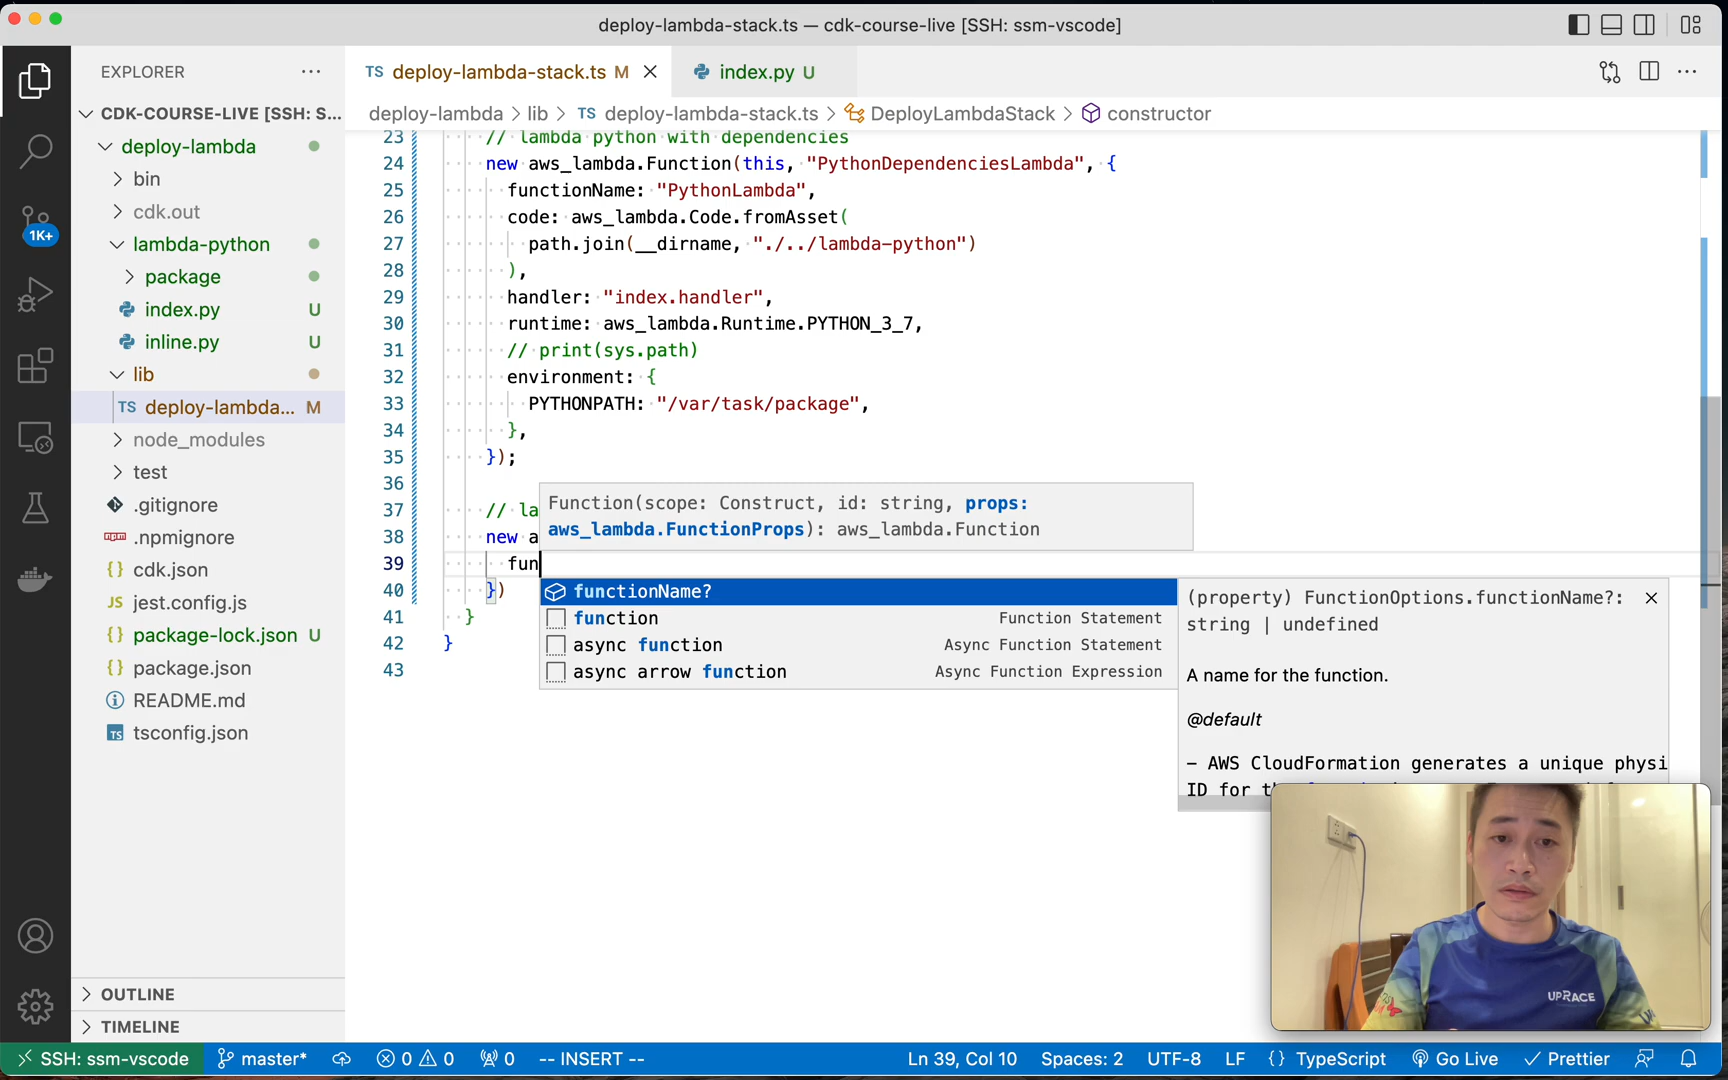 deploy-lambda-stack.ts — cdk-course-live [SSH: ssm-vscode]
EXPLORER
CDK-COURSE-LIVE [SSH: S...
deploy-lambda
bin
cdk.out
lambda-python
package
index.py U
inline.py U
lib
TS deploy-lambda... M
node_modules
test
.gitignore
.npmignore
{} cdk.json
JS jest.config.js
{} package-lock.json U
{} package.json
README.md
TS tsconfig.json
OUTLINE
TIMELINE
1K+
TS deploy-lambda-stack.ts M
index.py U
deploy-lambda > lib > TS deploy-lambda-stack.ts > DeployLambdaStack > constructor
23 // lambda python with dependencies
24 new aws_lambda.Function(this, "PythonDependenciesLambda", {
25 functionName: "PythonLambda",
26 code: aws_lambda.Code.fromAsset(
27 path.join(__dirname, "./../lambda-python")
28 ),
29 handler: "index.handler",
30 runtime: aws_lambda.Runtime.PYTHON_3_7,
31 // print(sys.path)
32 environment: {
33 PYTHONPATH: "/var/task/package",
34 },
35 });
36
37 // la
38 new a
39 fun
40 })
41 }
42 }
43
Function(scope: Construct, id: string, props:
aws_lambda.FunctionProps): aws_lambda.Function
functionName?
function Function Statement
async function Async Function Statement
async arrow function Async Function Expression
(property) FunctionOptions.functionName?:
string | undefined
A name for the function.
@default
– AWS CloudFormation generates a unique physi
ID for th
UPRACE
SSH: ssm-vscode master* 0 0 0 -- INSERT -- Ln 39, Col 10 Spaces: 2 UTF-8 LF {} TypeScript Go Live Prettier